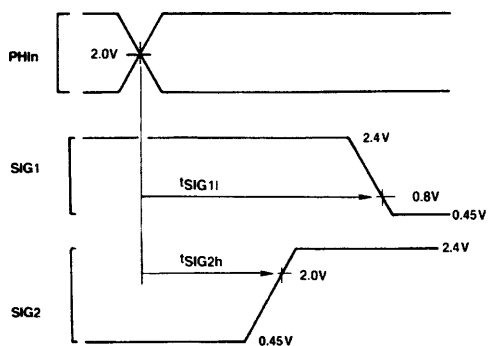 PHIn
2.0V
2.4V
SIG1
tSIG1l
0.8V
0.45V
tSIG2h
2.4V
2.0V
SIG2
0.45V